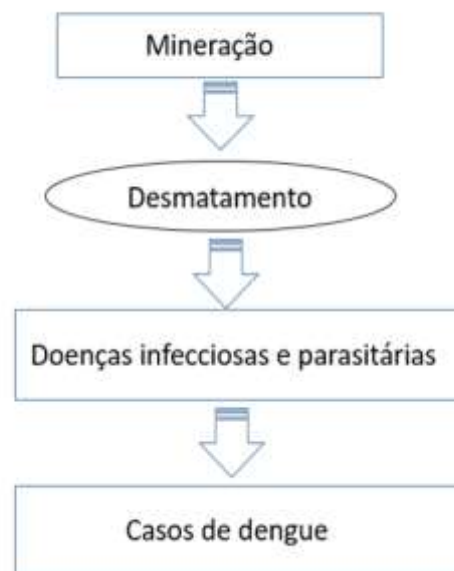 Mineração
Desmatamento
Doenças infecciosas e parasitárias
Casos de dengue